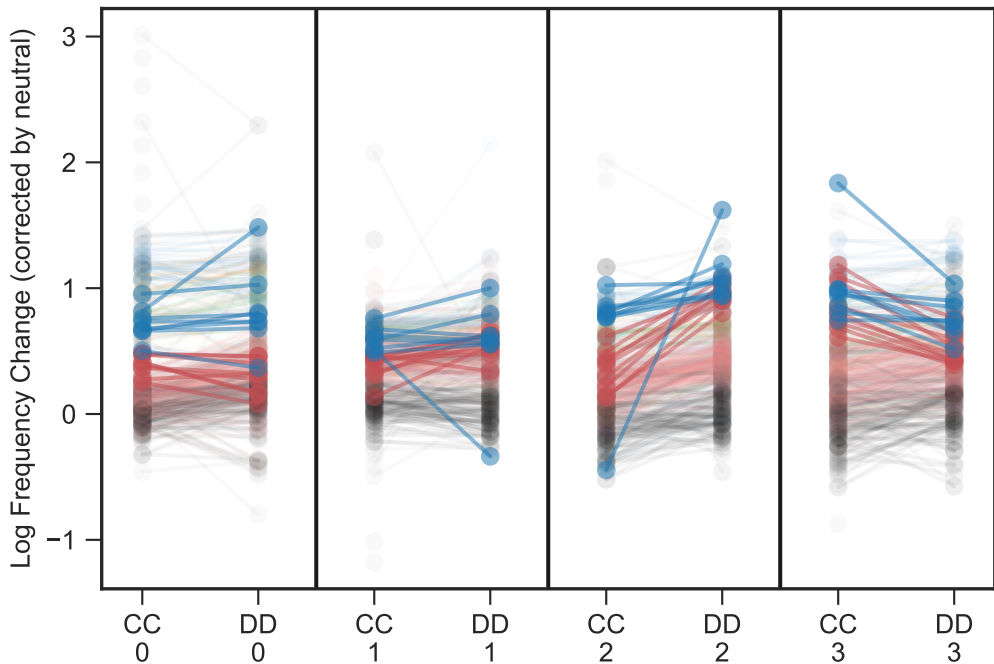 Log Frequency Change (corrected by neutral)
3
2
1
0
−1
CC DD CC DD CC DD CC DD
0 0 1 1 2 2 3 3